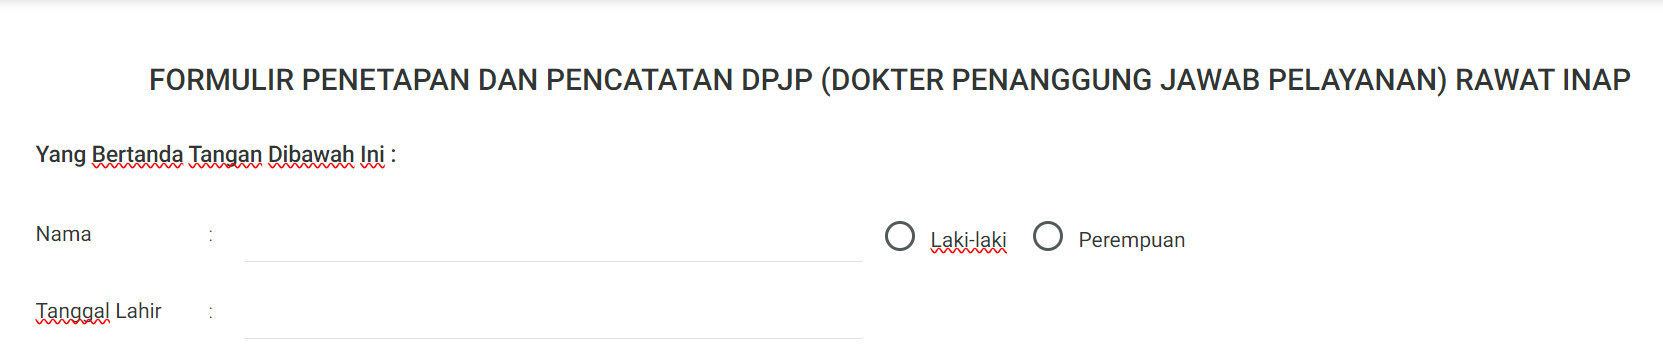 FORMULIR PENETAPAN DAN PENCATATAN DPJP (DOKTER PENANGGUNG JAWAB PELAYANAN) RAWAT INAP
Yang Bertanda Tangan Dibawah Ini :
Nama : Laki-laki Perempuan
Tanggal Lahir :